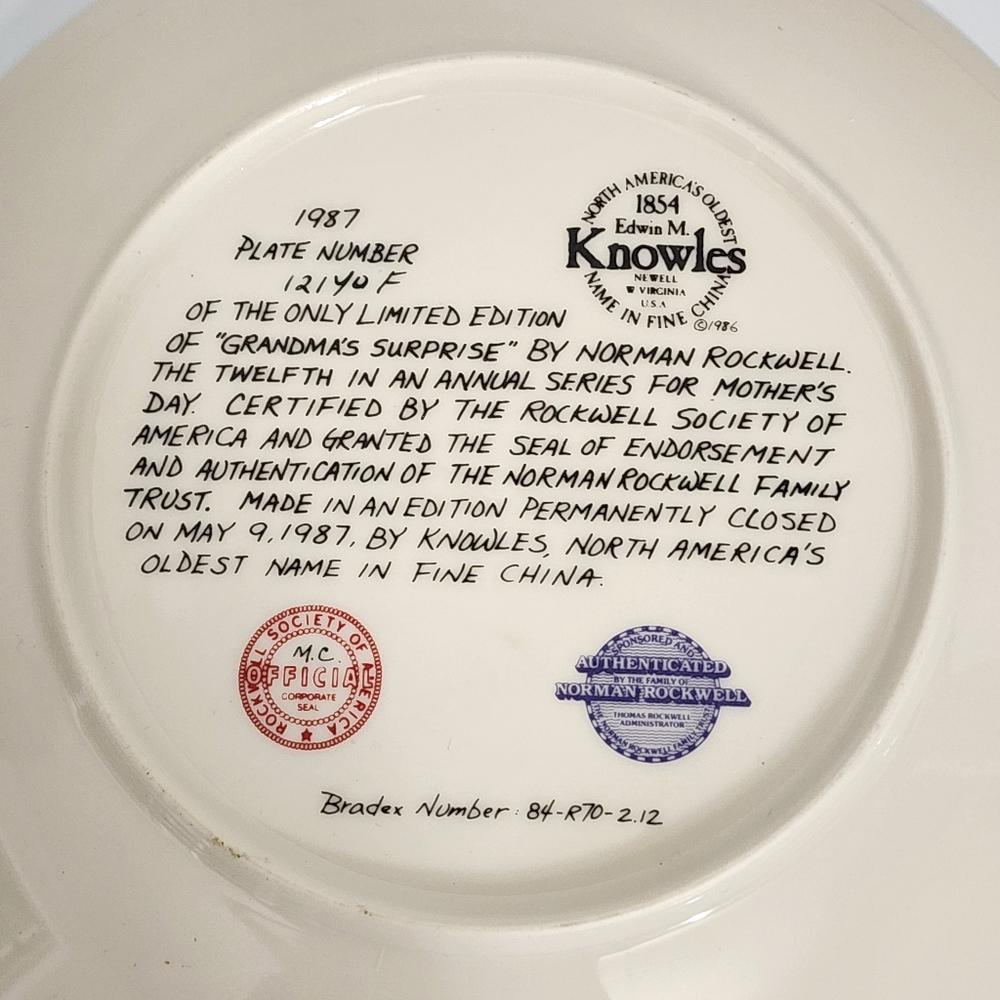 1987
PLATE NUMBER
12140 F
OF THE ONLY LIMITED EDITION
OF "GRANDMA'S SURPRISE" BY NORMAN ROCKWELL.
THE TWELFTH IN AN ANNUAL SERIES FOR MOTHER'S
DAY. CERTIFIED BY THE ROCKWELL SOCIETY OF
AMERICA AND GRANTED THE SEAL OF ENDORSEMENT
AND AUTHENTICATION OF THE NORMAN ROCKWELL FAMILY
TRUST. MADE IN AN EDITION PERMANENTLY CLOSED
ON MAY 9, 1987, BY KNOWLES, NORTH AMERICA'S
OLDEST NAME IN FINE CHINA.
NORTH AMERICA'S OLDEST
1854
Edwin M.
Knowles
NEWELL
W VIRGINIA
U.S.A.
NAME IN FINE CHINA
©1986
ROCKWELL SOCIETY OF AMERICA
M.C.
OFFICIAL
CORPORATE
SEAL
SPONSORED AND
AUTHENTICATED
BY THE FAMILY OF
NORMAN ROCKWELL
THOMAS ROCKWELL
ADMINISTRATOR
THE NORMAN ROCKWELL FAMILY TRUST
Bradex Number: 84-R70-2.12